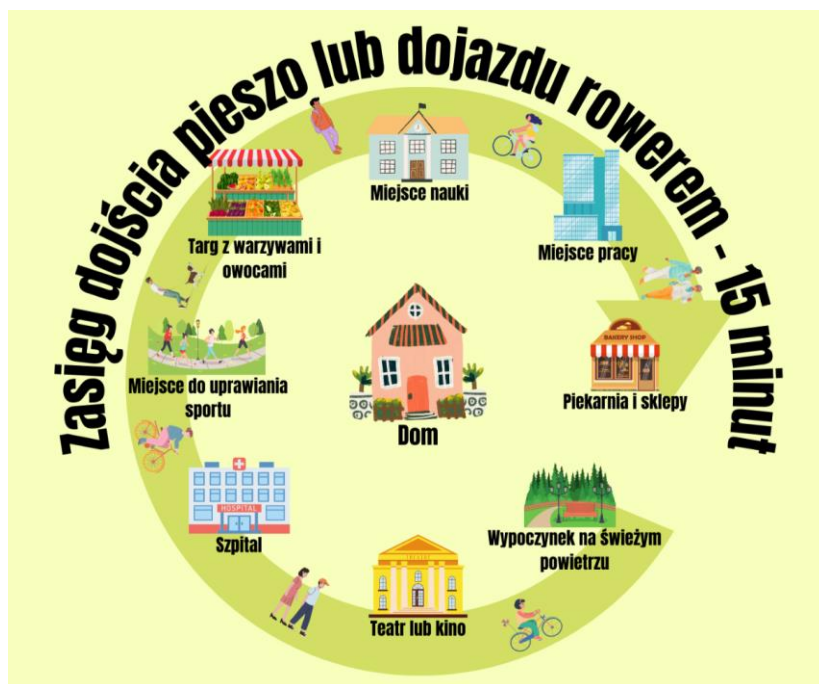 Zasięg dojścia pieszo lub dojazdu rowerem - 15 minut
Miejsce nauki
Targ z warzywami i
owocami
Miejsce pracy
BAKERY SHOP
Miejsce do uprawiania
sportu
Dom
Piekarnia i sklepy
HOSPITAL
Szpital
Wypoczynek na świeżym
powietrzu
Teatr lub kino